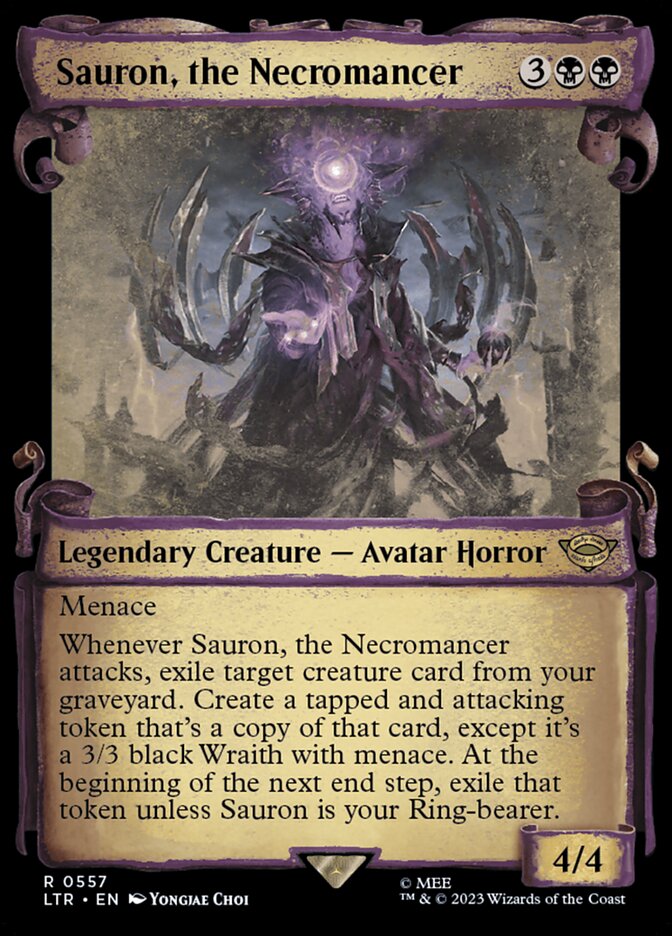 Sauron, the Necromancer 3
Legendary Creature — Avatar Horror
Menace
Whenever Sauron, the Necromancer
attacks, exile target creature card from your
graveyard. Create a tapped and attacking
token that's a copy of that card, except it's
a 3/3 black Wraith with menace. At the
beginning of the next end step, exile that
token unless Sauron is your Ring-bearer.
4/4
R 0557
LTR • EN Yongjae Choi
© MEE
™ & © 2023 Wizards of the Coast